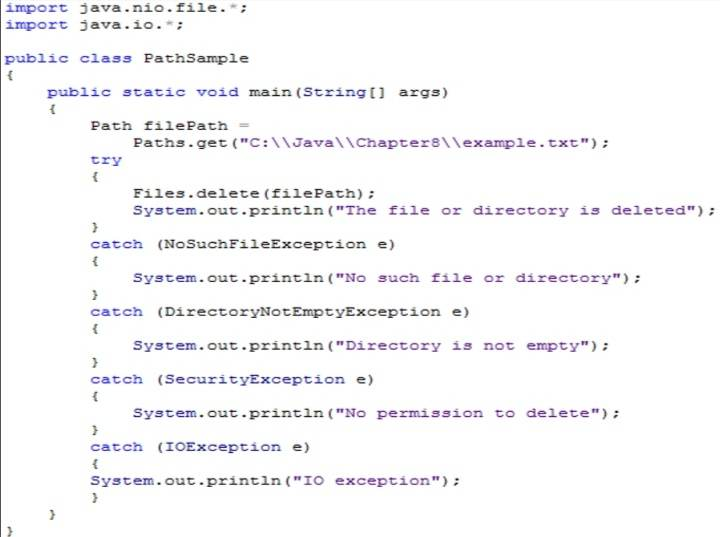 import java.nio.file.*;
import java.io.*;

public class PathSample
{
    public static void main(String[] args)
    {
        Path filePath =
            Paths.get("C:\\Java\\Chapter8\\example.txt");
        try
        {
            Files.delete(filePath);
            System.out.println("The file or directory is deleted");
        }
        catch (NoSuchFileException e)
        {
            System.out.println("No such file or directory");
        }
        catch (DirectoryNotEmptyException e)
        {
            System.out.println("Directory is not empty");
        }
        catch (SecurityException e)
        {
            System.out.println("No permission to delete");
        }
        catch (IOException e)
        {
        System.out.println("IO exception");
        }
    }
}